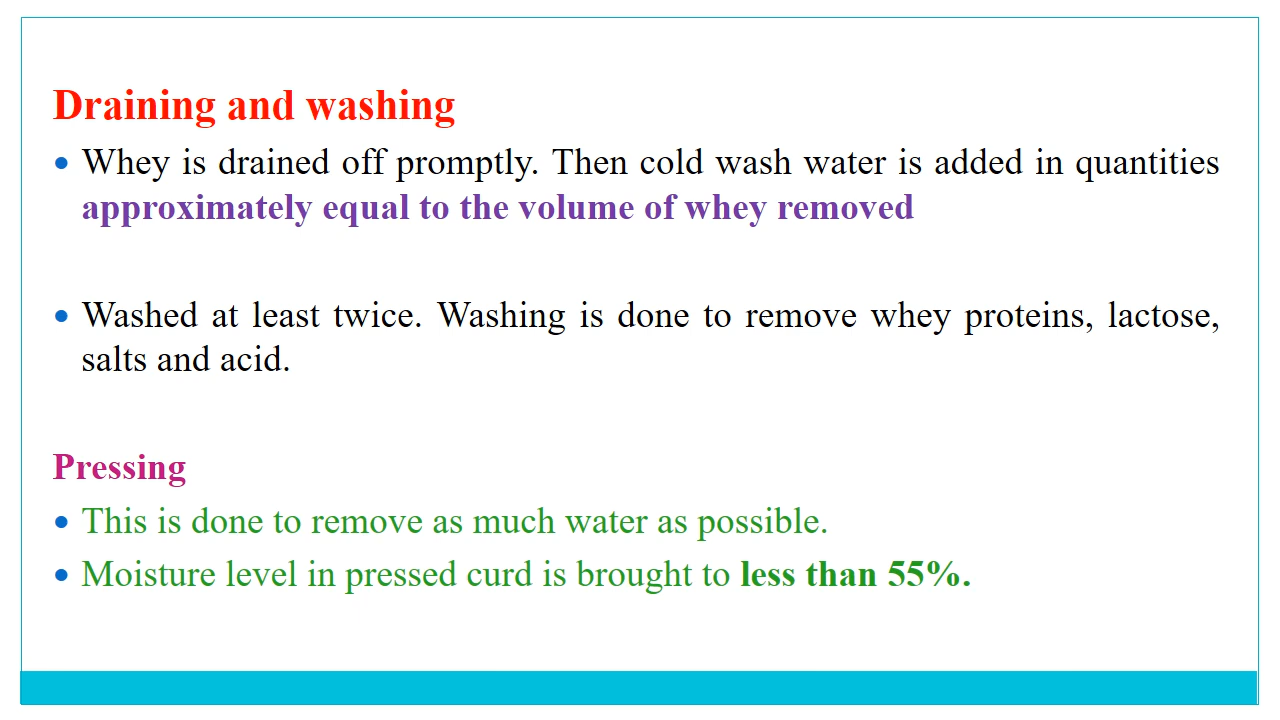 Draining and washing
• Whey is drained off promptly. Then cold wash water is added in quantities
approximately equal to the volume of whey removed
• Washed at least twice. Washing is done to remove whey proteins, lactose,
salts and acid.
Pressing
• This is done to remove as much water as possible.
• Moisture level in pressed curd is brought to less than 55%.